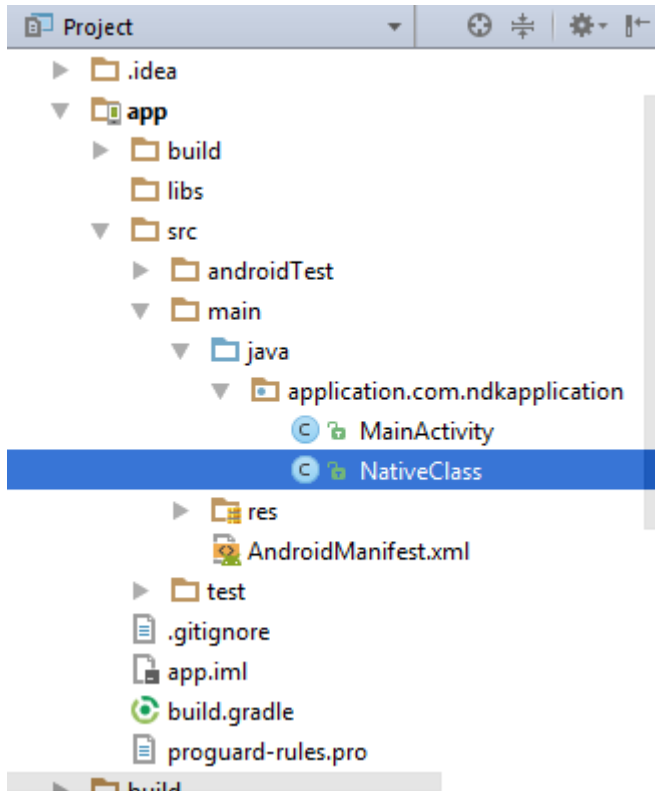 Project
.idea
app
build
libs
src
androidTest
main
java
application.com.ndkapplication
MainActivity
NativeClass
res
AndroidManifest.xml
test
.gitignore
app.iml
build.gradle
proguard-rules.pro
build